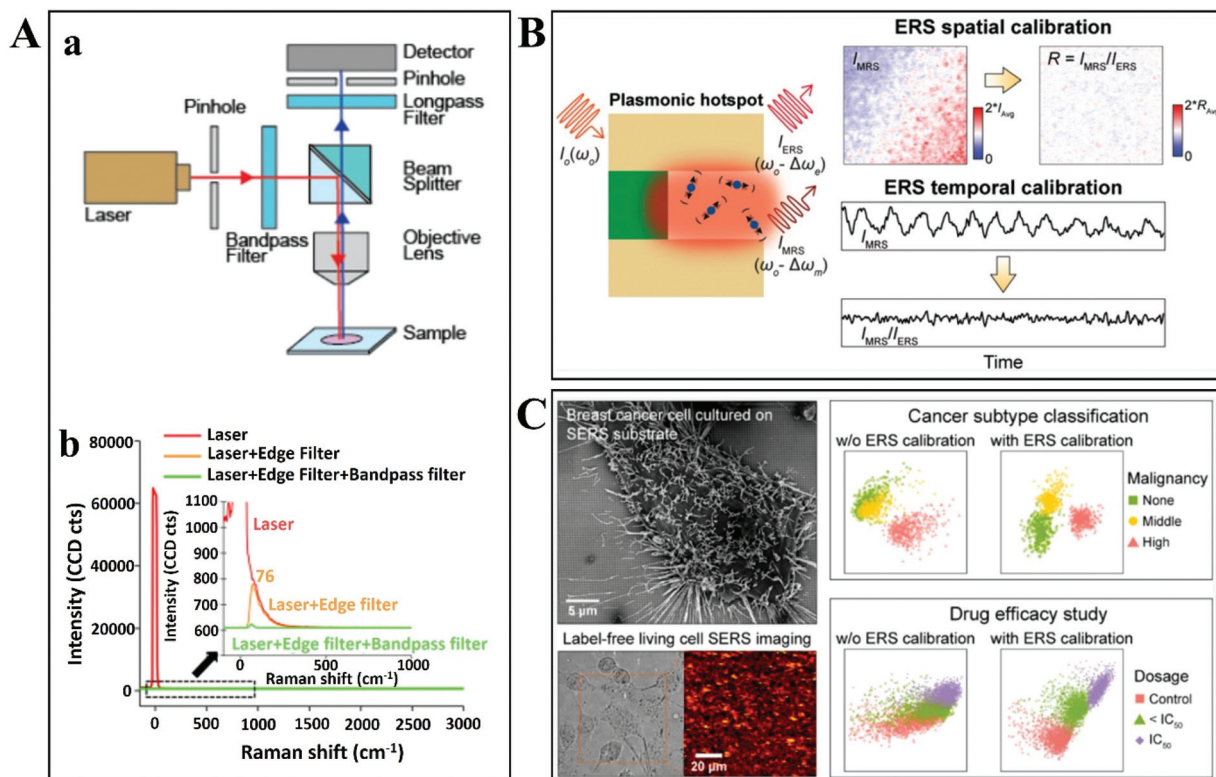 A
a
Detector
Pinhole
Longpass
Filter
Pinhole
Beam
Splitter
Laser
Bandpass
Filter
Objective
Lens
Sample
b
Laser
Laser+Edge Filter
Laser+Edge Filter+Bandpass filter
Intensity (CCD cts)
80000
60000
40000
20000
0
0
500
1000
1500
2000
2500
3000
Raman shift (cm⁻¹)
Intensity (CCD cts)
1100
1000
900
800
700
600
Laser
76
Laser+Edge filter
Laser+Edge filter+Bandpass filter
0
500
1000
Raman shift (cm⁻¹)
B
Plasmonic hotspot
I₀(ω₀)
I_ERS
(ω₀- Δω_e)
I_MRS
(ω₀- Δω_m)
ERS spatial calibration
I_MRS
2*I_Avg
0
R = I_MRS/I_ERS
2*R_Avg
0
ERS temporal calibration
I_MRS
I_MRS/I_ERS
Time
C
Breast cancer cell cultured on
SERS substrate
5 µm
Label-free living cell SERS imaging
20 µm
Cancer subtype classification
w/o ERS calibration
with ERS calibration
Malignancy
None
Middle
High
Drug efficacy study
w/o ERS calibration
with ERS calibration
Dosage
Control
< IC₅₀
IC₅₀